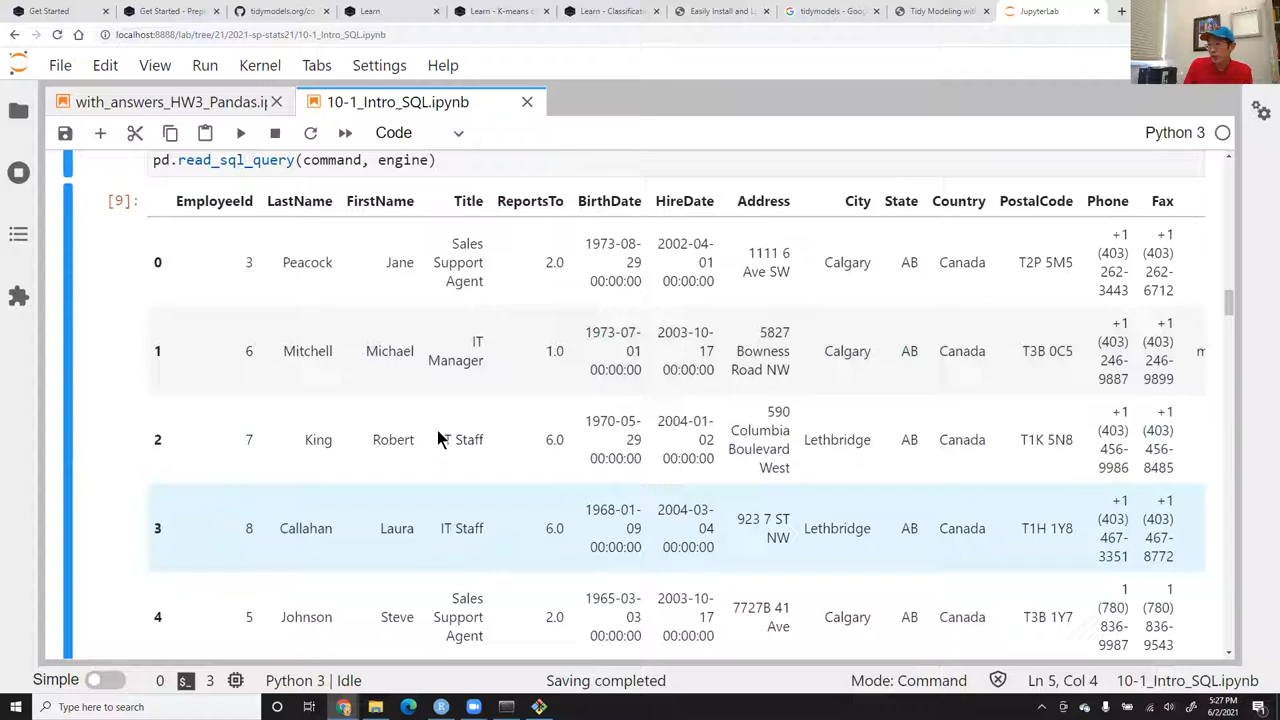 Get Started
Get Started - Prep
tidymodels.org/co
Learn
Learn - K-means c
Learn - Classificat
Easily Install and L
tidymodels - Goog
Tidy Modeling with
JupyterLab
localhost:8888/lab/tree/21/2021-sp-stats21/10-1_Intro_SQL.ipynb
File Edit View Run Kernel Tabs Settings Help
with_answers_HW3_Pandas.ip
10-1_Intro_SQL.ipynb
Code
Python 3
pd.read_sql_query(command, engine)
[9]:
EmployeeId LastName FirstName Title ReportsTo BirthDate HireDate Address City State Country PostalCode Phone Fax
0 3 Peacock Jane Sales Support Agent 2.0 1973-08-29 00:00:00 2002-04-01 00:00:00 1111 6 Ave SW Calgary AB Canada T2P 5M5 +1 (403) 262-3443 +1 (403) 262-6712
1 6 Mitchell Michael IT Manager 1.0 1973-07-01 00:00:00 2003-10-17 00:00:00 5827 Bowness Road NW Calgary AB Canada T3B 0C5 +1 (403) 246-9887 +1 (403) 246-9899 m
2 7 King Robert IT Staff 6.0 1970-05-29 00:00:00 2004-01-02 00:00:00 590 Columbia Boulevard West Lethbridge AB Canada T1K 5N8 +1 (403) 456-9986 +1 (403) 456-8485
3 8 Callahan Laura IT Staff 6.0 1968-01-09 00:00:00 2004-03-04 00:00:00 923 7 ST NW Lethbridge AB Canada T1H 1Y8 +1 (403) 467-3351 +1 (403) 467-8772
4 5 Johnson Steve Sales Support Agent 2.0 1965-03-03 00:00:00 2003-10-17 00:00:00 7727B 41 Ave Calgary AB Canada T3B 1Y7 1 (780) 836-9987 1 (780) 836-9543
Simple 0 3 Python 3 | Idle Saving completed Mode: Command Ln 5, Col 4 10-1_Intro_SQL.ipynb
Type here to search
5:27 PM
6/2/2021